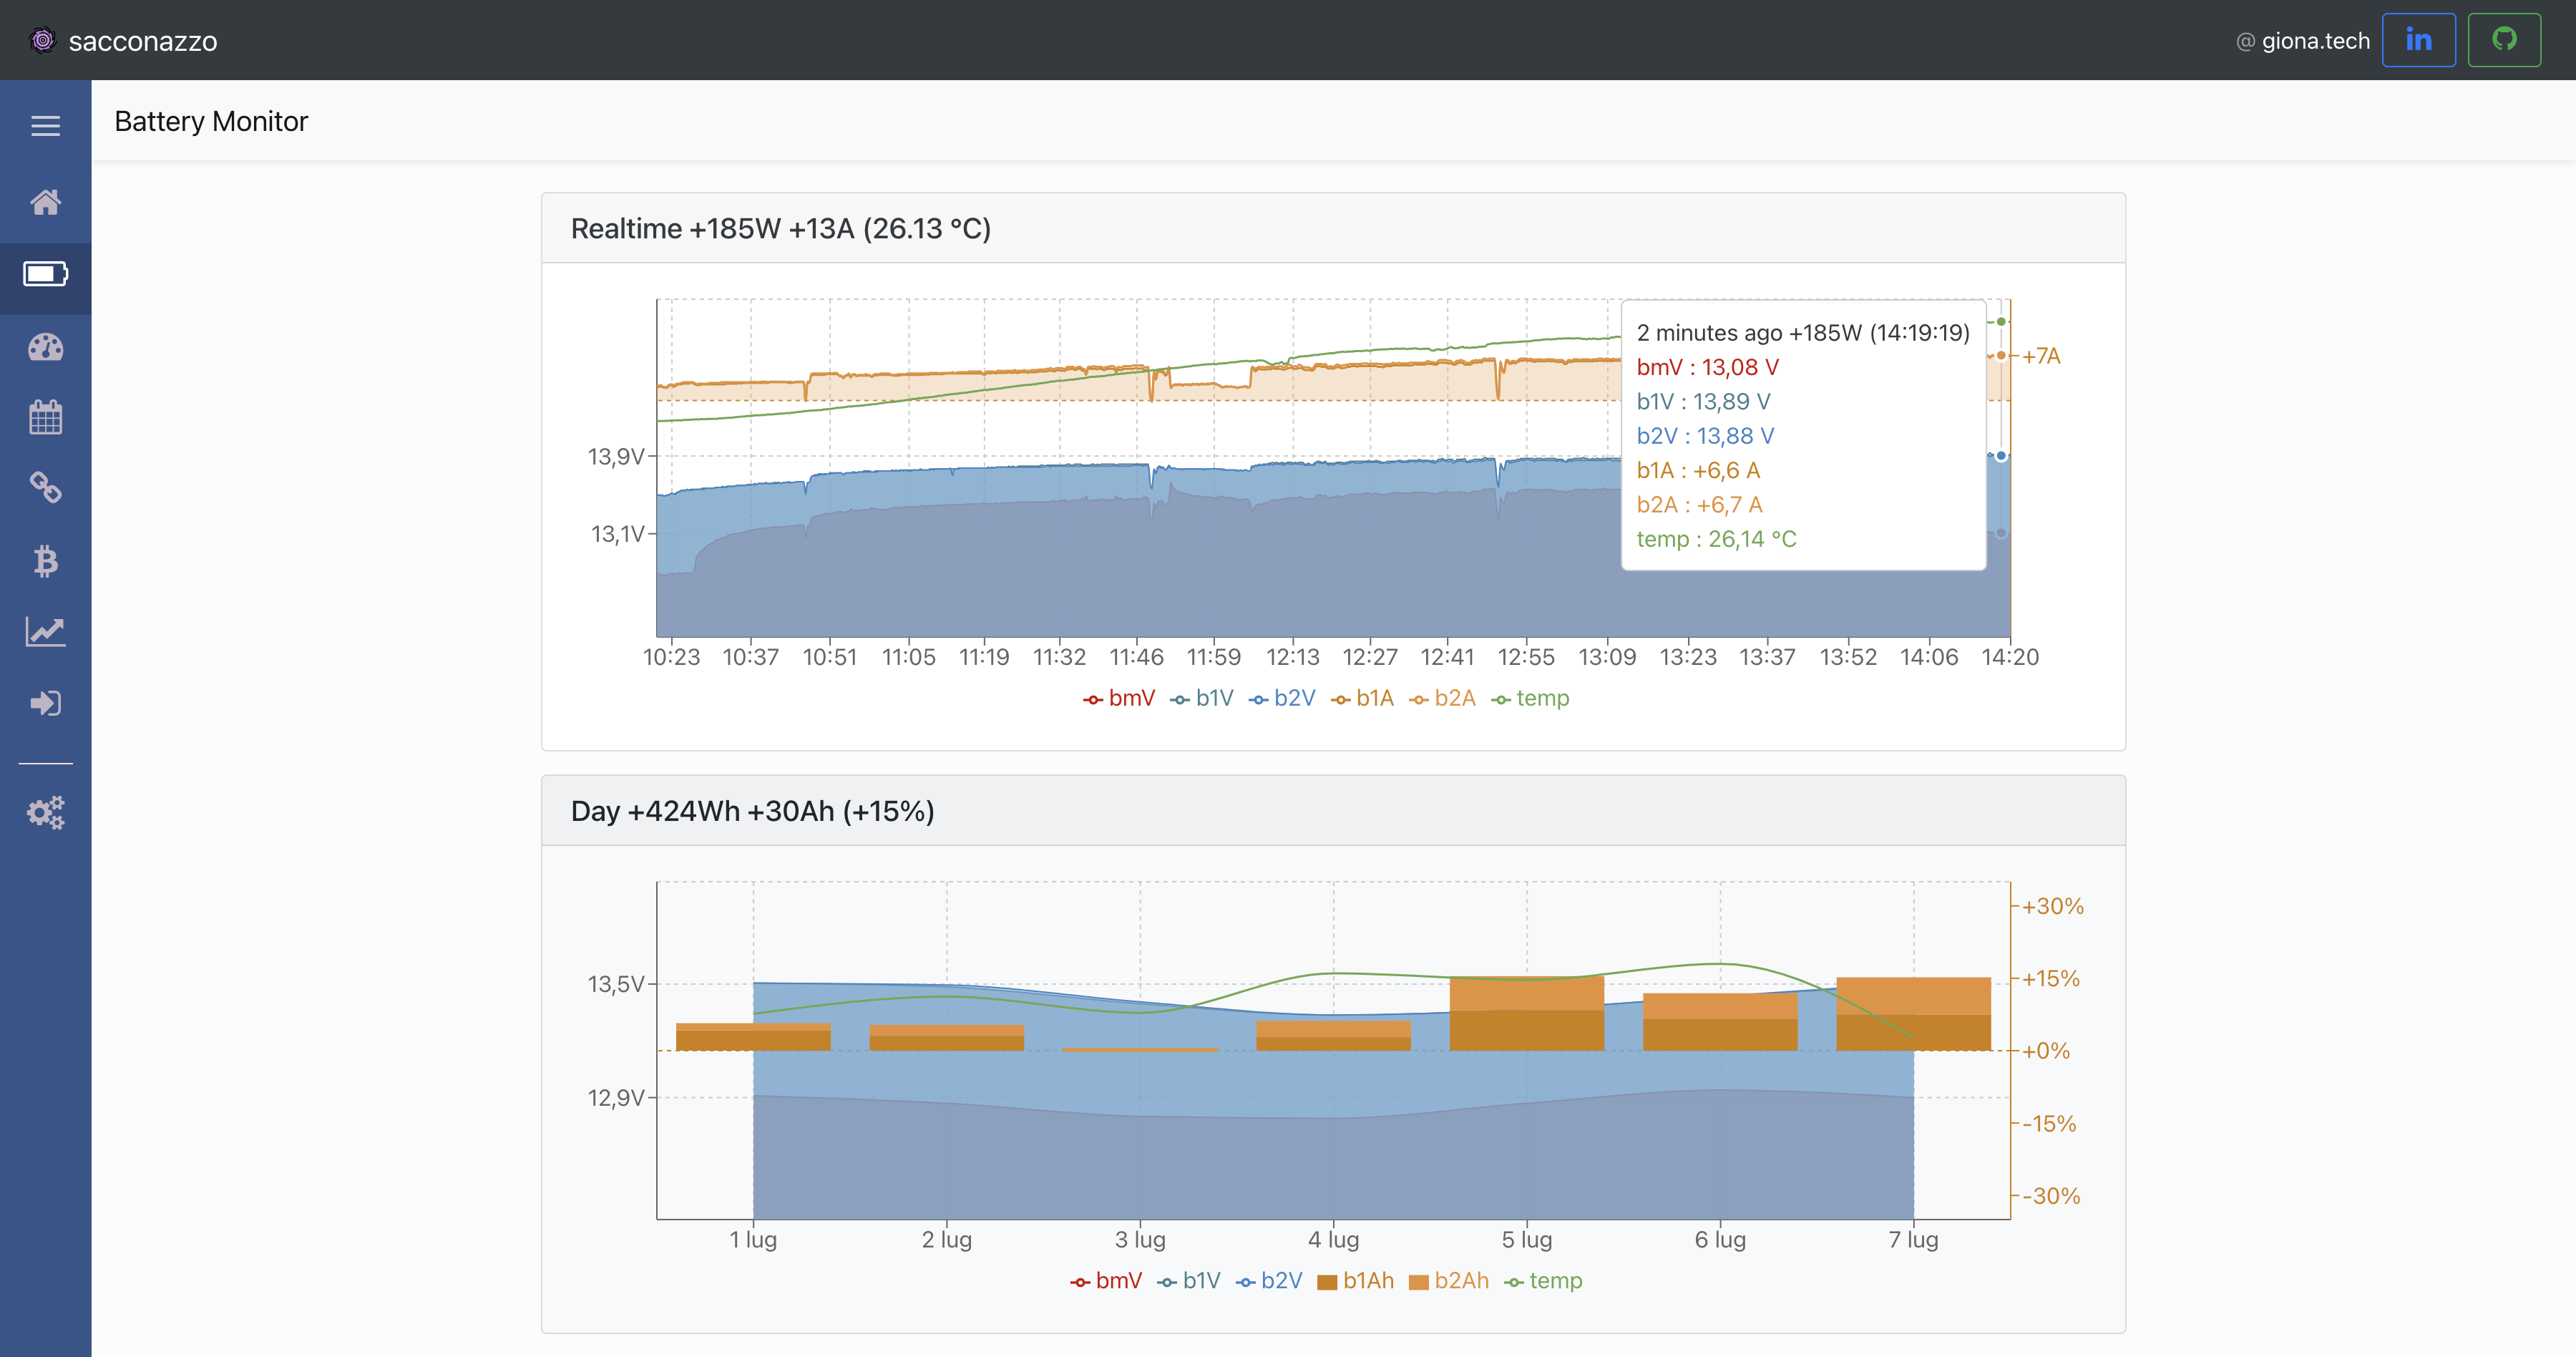 sacconazzo
@ giona.tech
in
Battery Monitor
Realtime +185W +13A (26.13 °C)
2 minutes ago +185W (14:19:19)
bmV : 13,08 V
b1V : 13,89 V
b2V : 13,88 V
b1A : +6,6 A
b2A : +6,7 A
temp : 26,14 °C
+7A
13,9V
13,1V
10:23 10:37 10:51 11:05 11:19 11:32 11:46 11:59 12:13 12:27 12:41 12:55 13:09 13:23 13:37 13:52 14:06 14:20
bmV b1V b2V b1A b2A temp
Day +424Wh +30Ah (+15%)
+30%
13,5V
+15%
+0%
12,9V
-15%
-30%
1 lug 2 lug 3 lug 4 lug 5 lug 6 lug 7 lug
bmV b1V b2V b1Ah b2Ah temp